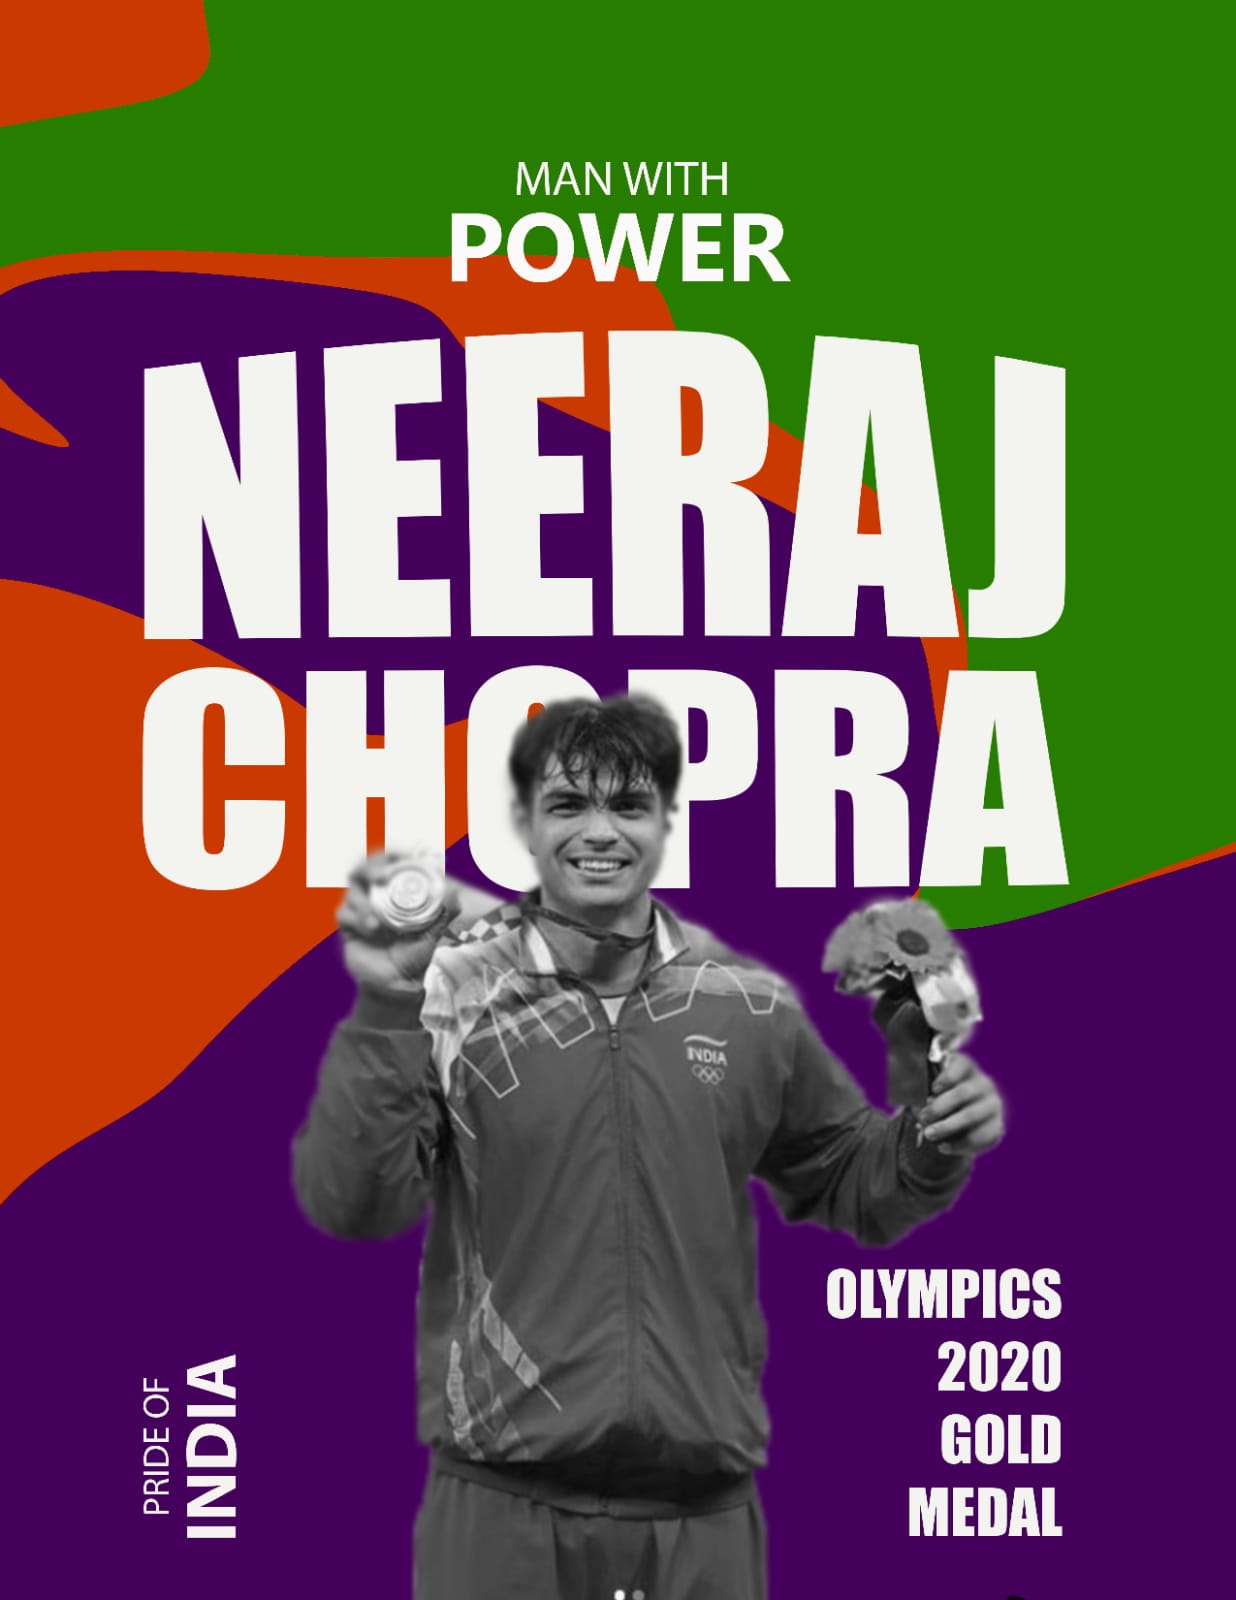 MAN WITH
POWER
NEERAJ
CHOPRA
INDIA
OLYMPICS
2020
GOLD
MEDAL
PRIDE OF
INDIA